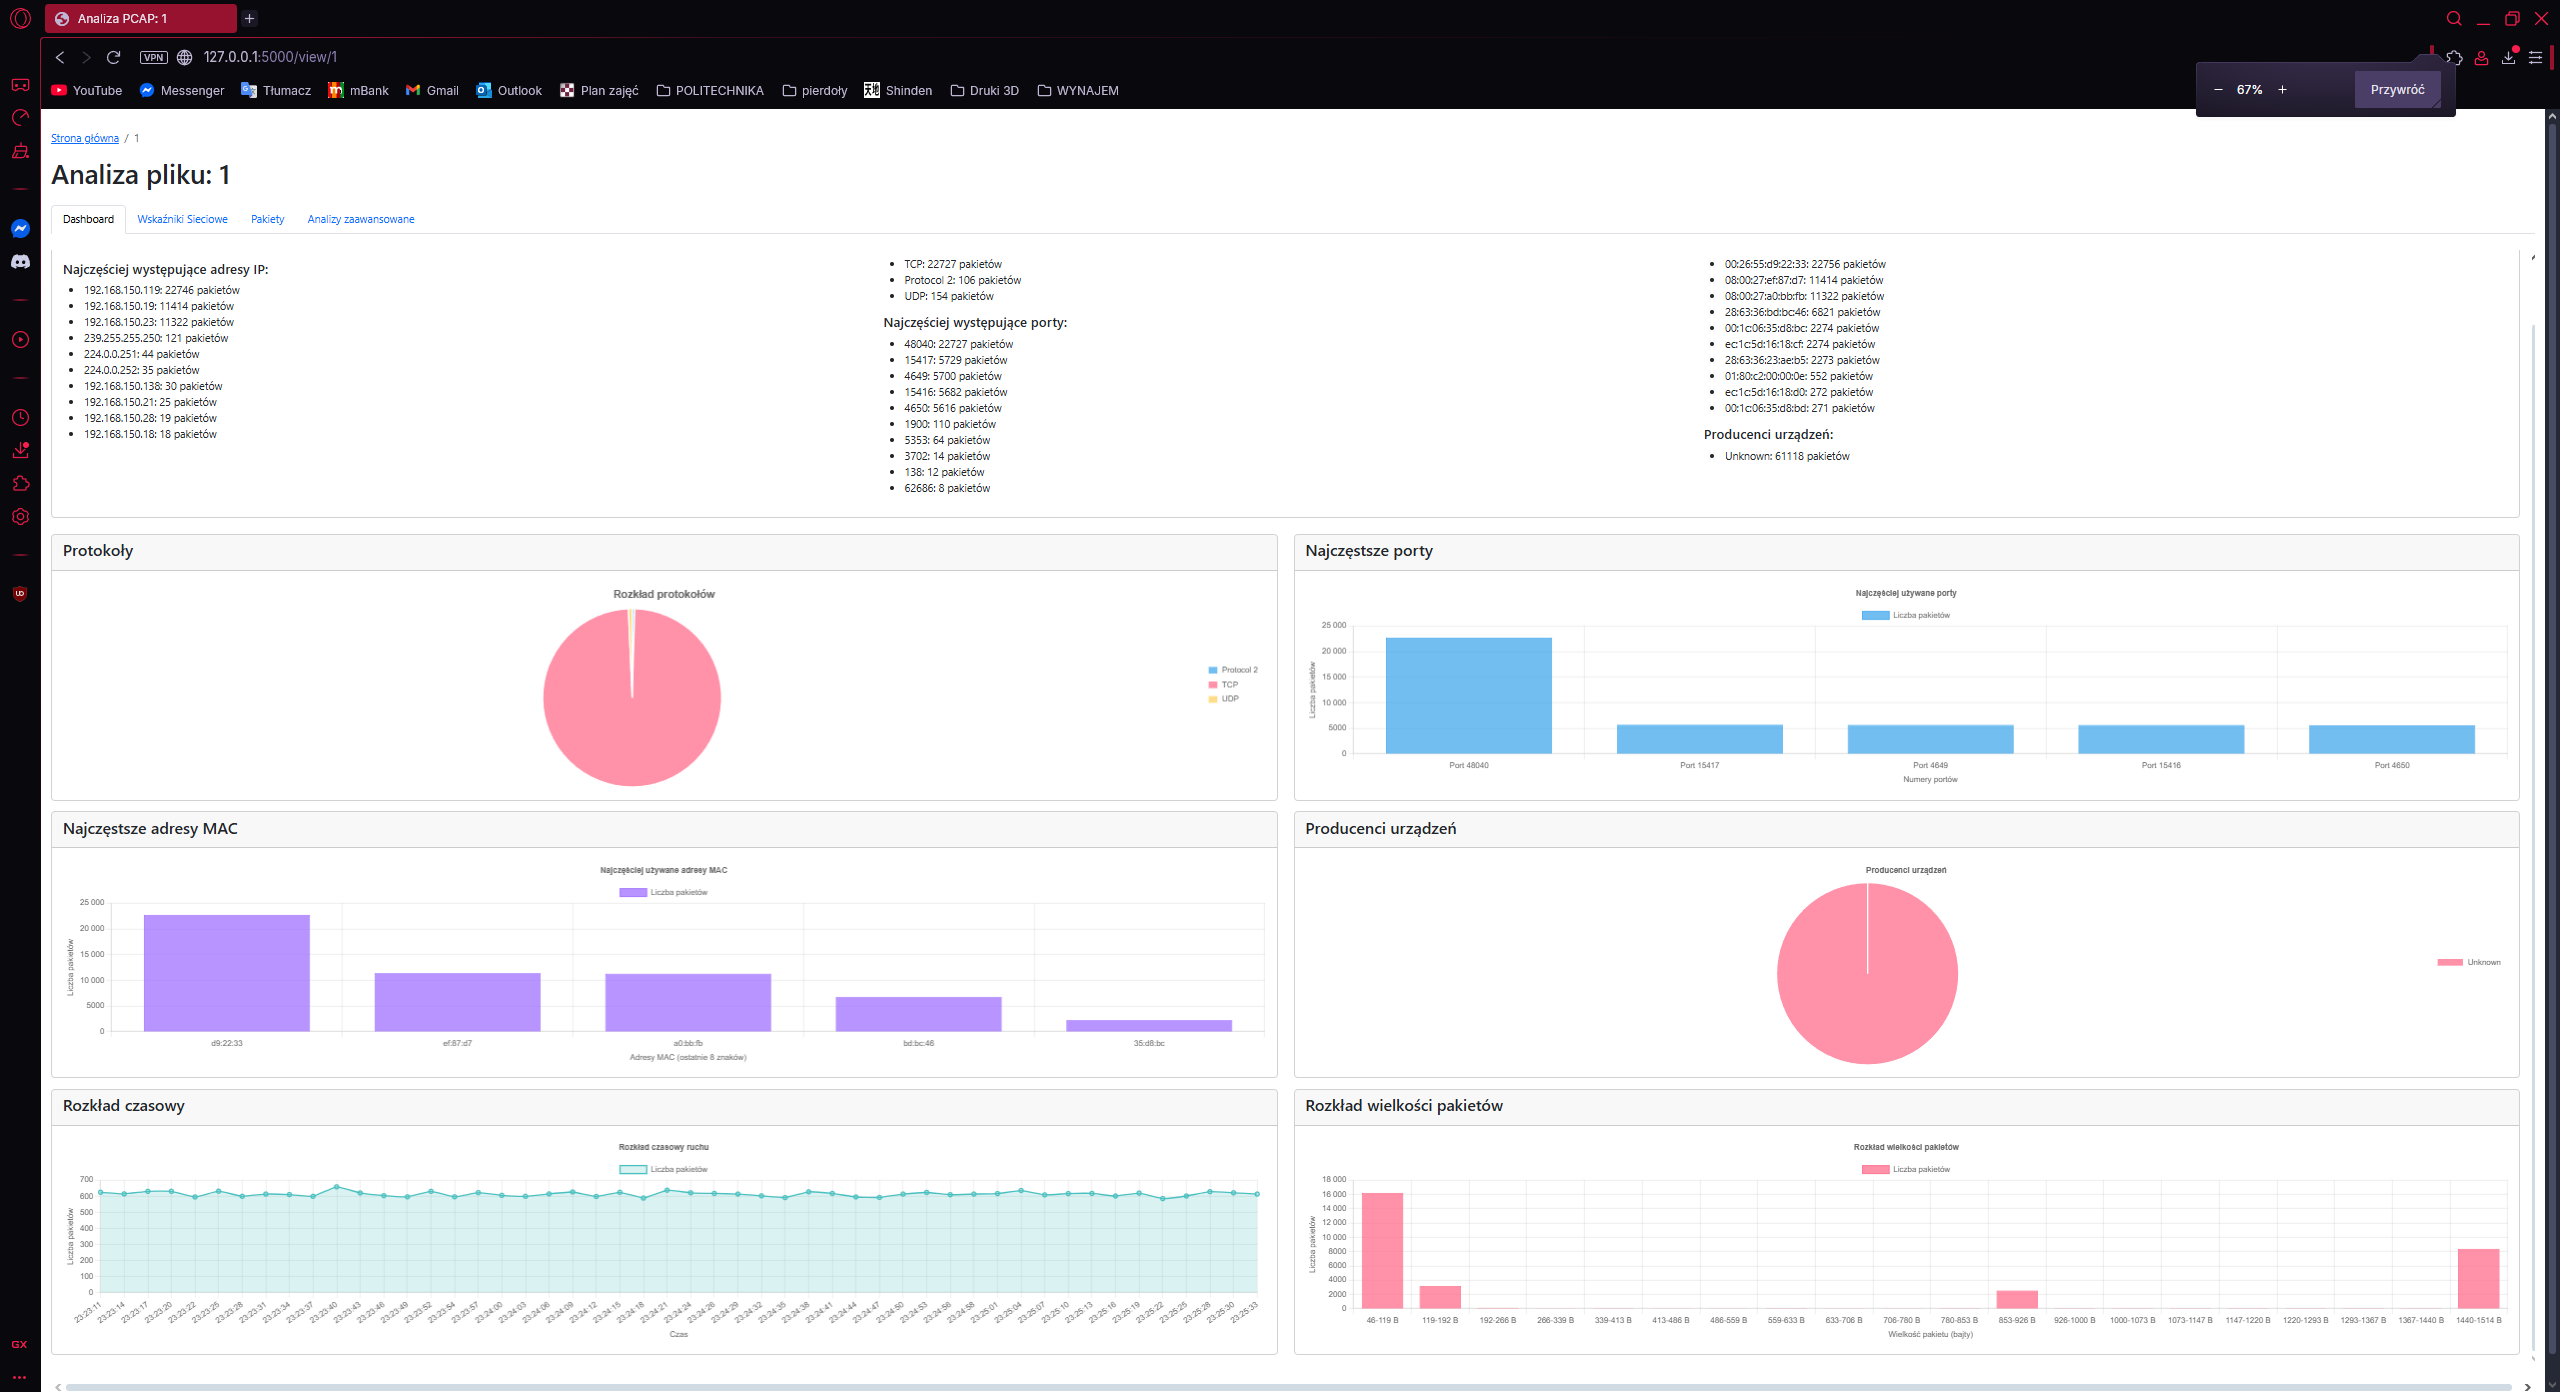 Analiza PCAP: 1
VPN 127.0.0.1:5000/view/1
YouTube Messenger Tłumacz mBank Gmail Outlook Plan zajęć POLITECHNIKA pierdoły Shinden Druki 3D WYNAJEM
67% Przywróć
Strona główna / 1
Analiza pliku: 1
Dashboard Wskaźniki Sieciowe Pakiety Analizy zaawansowane
Najczęściej występujące adresy IP:
192.168.150.119: 22746 pakietów
192.168.150.19: 11414 pakietów
192.168.150.23: 11322 pakietów
239.255.255.250: 121 pakietów
224.0.0.251: 44 pakietów
224.0.0.252: 35 pakietów
192.168.150.138: 30 pakietów
192.168.150.21: 25 pakietów
192.168.150.28: 19 pakietów
192.168.150.18: 18 pakietów
TCP: 22727 pakietów
Protocol 2: 106 pakietów
UDP: 154 pakietów
Najczęściej występujące porty:
48040: 22727 pakietów
15417: 5729 pakietów
4649: 5700 pakietów
15416: 5682 pakietów
4650: 5616 pakietów
1900: 110 pakietów
5353: 64 pakietów
3702: 14 pakietów
138: 12 pakietów
62686: 8 pakietów
00:26:55:d9:22:33: 22756 pakietów
08:00:27:ef:87:d7: 11414 pakietów
08:00:27:a0:bb:fb: 11322 pakietów
28:63:36:bd:bc:46: 6821 pakietów
00:1c:06:35:d8:bc: 2274 pakietów
ec:1c:5d:16:18:cf: 2274 pakietów
28:63:36:23:ae:b5: 2273 pakietów
01:80:c2:00:00:0e: 552 pakietów
ec:1c:5d:16:18:d0: 272 pakietów
00:1c:06:35:d8:bd: 271 pakietów
Producenci urządzeń:
Unknown: 61118 pakietów
Protokoły
Rozkład protokołów
Protocol 2
TCP
UDP
Najczęstsze porty
Najczęściej używane porty
Liczba pakietów
25 000
20 000
15 000
10 000
5000
0
Liczba pakietów
Port 48040 Port 15417 Port 4649 Port 15416 Port 4650
Numery portów
Najczęstsze adresy MAC
Najczęściej używane adresy MAC
Liczba pakietów
25 000
20 000
15 000
10 000
5000
0
Liczba pakietów
d9:22:33 ef:87:d7 a0:bb:fb bd:bc:46 35:d8:bc
Adresy MAC (ostatnie 8 znaków)
Producenci urządzeń
Producenci urządzeń
Unknown
Rozkład czasowy
Rozkład czasowy ruchu
Liczba pakietów
700
600
500
400
300
200
100
0
Liczba pakietów
23:23:11 23:23:14 23:23:17 23:23:20 23:23:22 23:23:25 23:23:28 23:23:31 23:23:34 23:23:37 23:23:40 23:23:43 23:23:46 23:23:49 23:23:52 23:23:54 23:23:57 23:24:00 23:24:03 23:24:06 23:24:09 23:24:12 23:24:15 23:24:18 23:24:21 23:24:24 23:24:26 23:24:29 23:24:32 23:24:35 23:24:38 23:24:41 23:24:44 23:24:47 23:24:50 23:24:53 23:24:56 23:24:58 23:25:01 23:25:04 23:25:07 23:25:10 23:25:13 23:25:16 23:25:19 23:25:22 23:25:25 23:25:28 23:25:30 23:25:33
Czas
Rozkład wielkości pakietów
Rozkład wielkości pakietów
Liczba pakietów
18 000
16 000
14 000
12 000
10 000
8000
6000
4000
2000
0
Liczba pakietów
46-119 B 119-192 B 192-266 B 266-339 B 339-413 B 413-486 B 486-559 B 559-633 B 633-706 B 706-780 B 780-853 B 853-926 B 926-1000 B 1000-1073 B 1073-1147 B 1147-1220 B 1220-1293 B 1293-1367 B 1367-1440 B 1440-1514 B
Wielkość pakietu (bajty)
GX